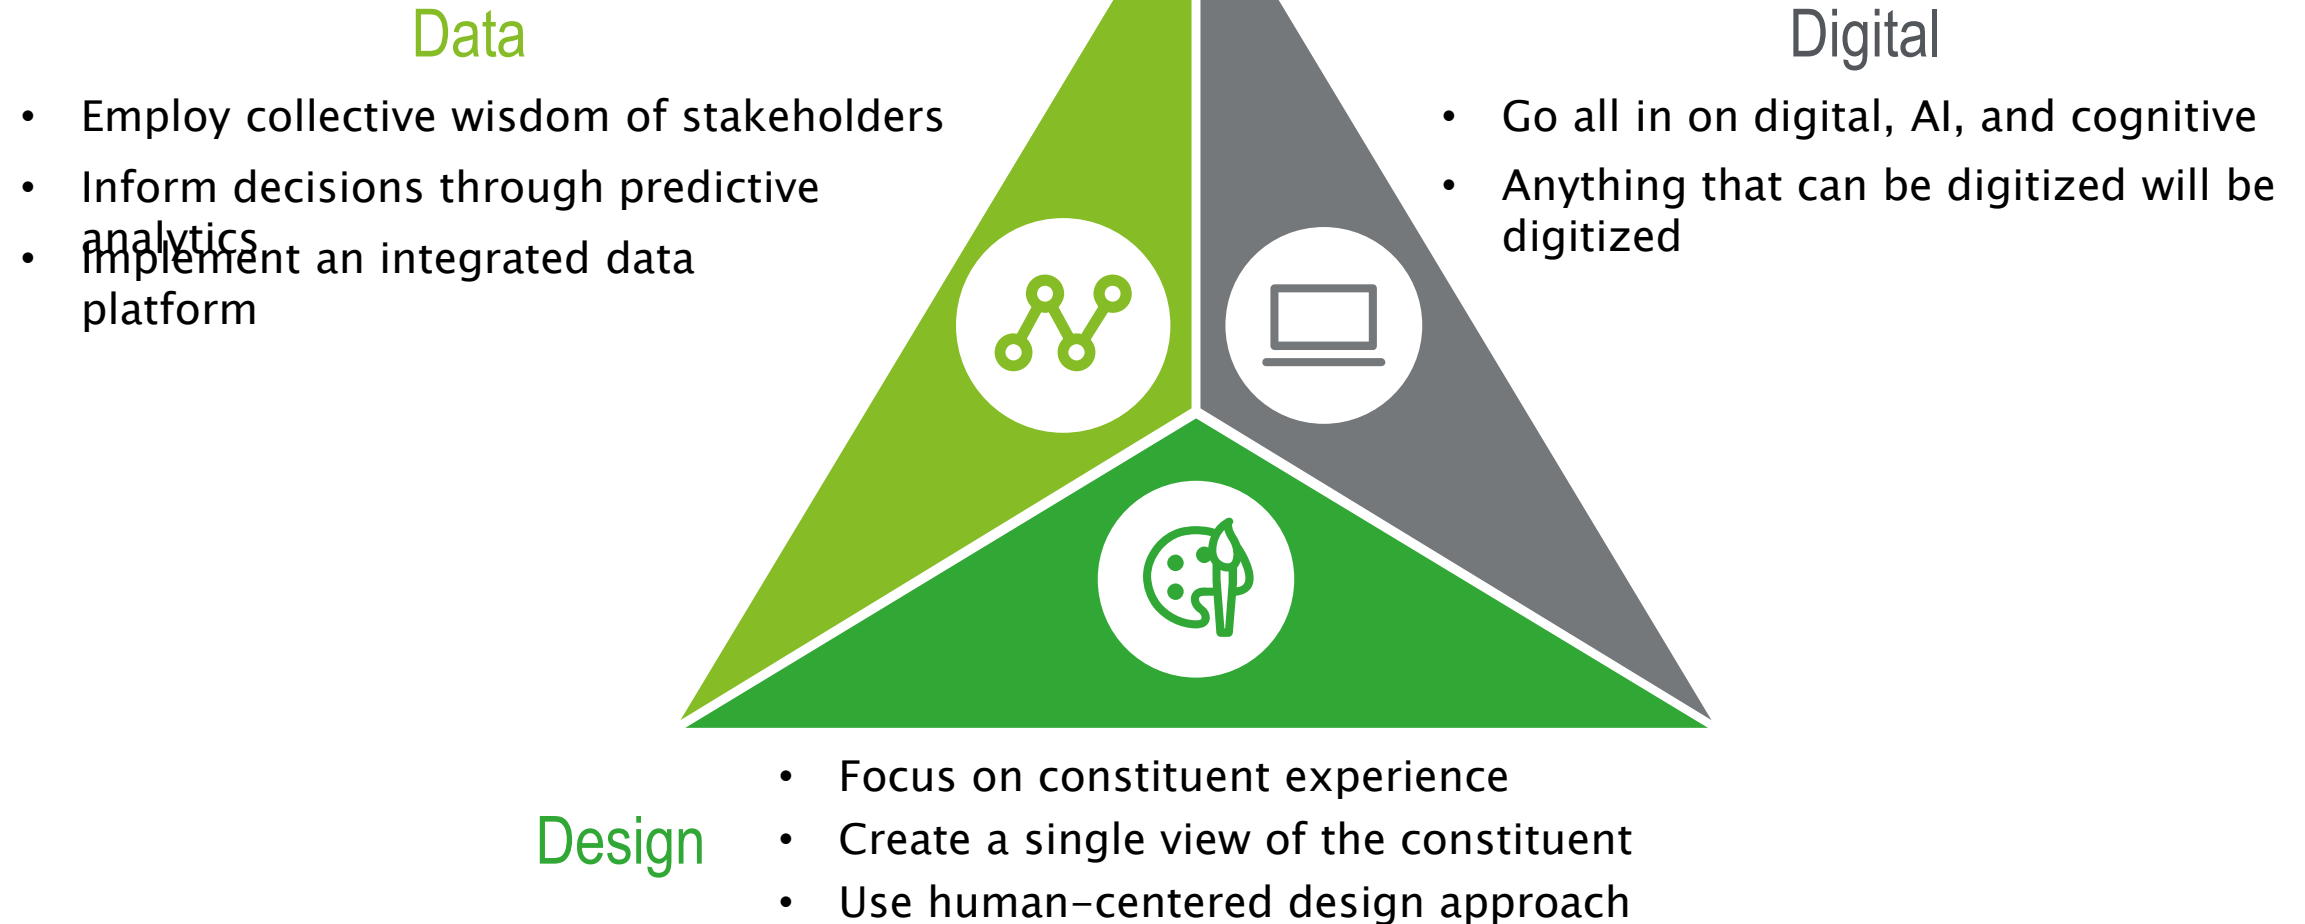 Data
• Employ collective wisdom of stakeholders
• Inform decisions through predictive
analytics
• Implement an integrated data
platform
Digital
• Go all in on digital, AI, and cognitive
• Anything that can be digitized will be
digitized
Design
• Focus on constituent experience
• Create a single view of the constituent
• Use human-centered design approach